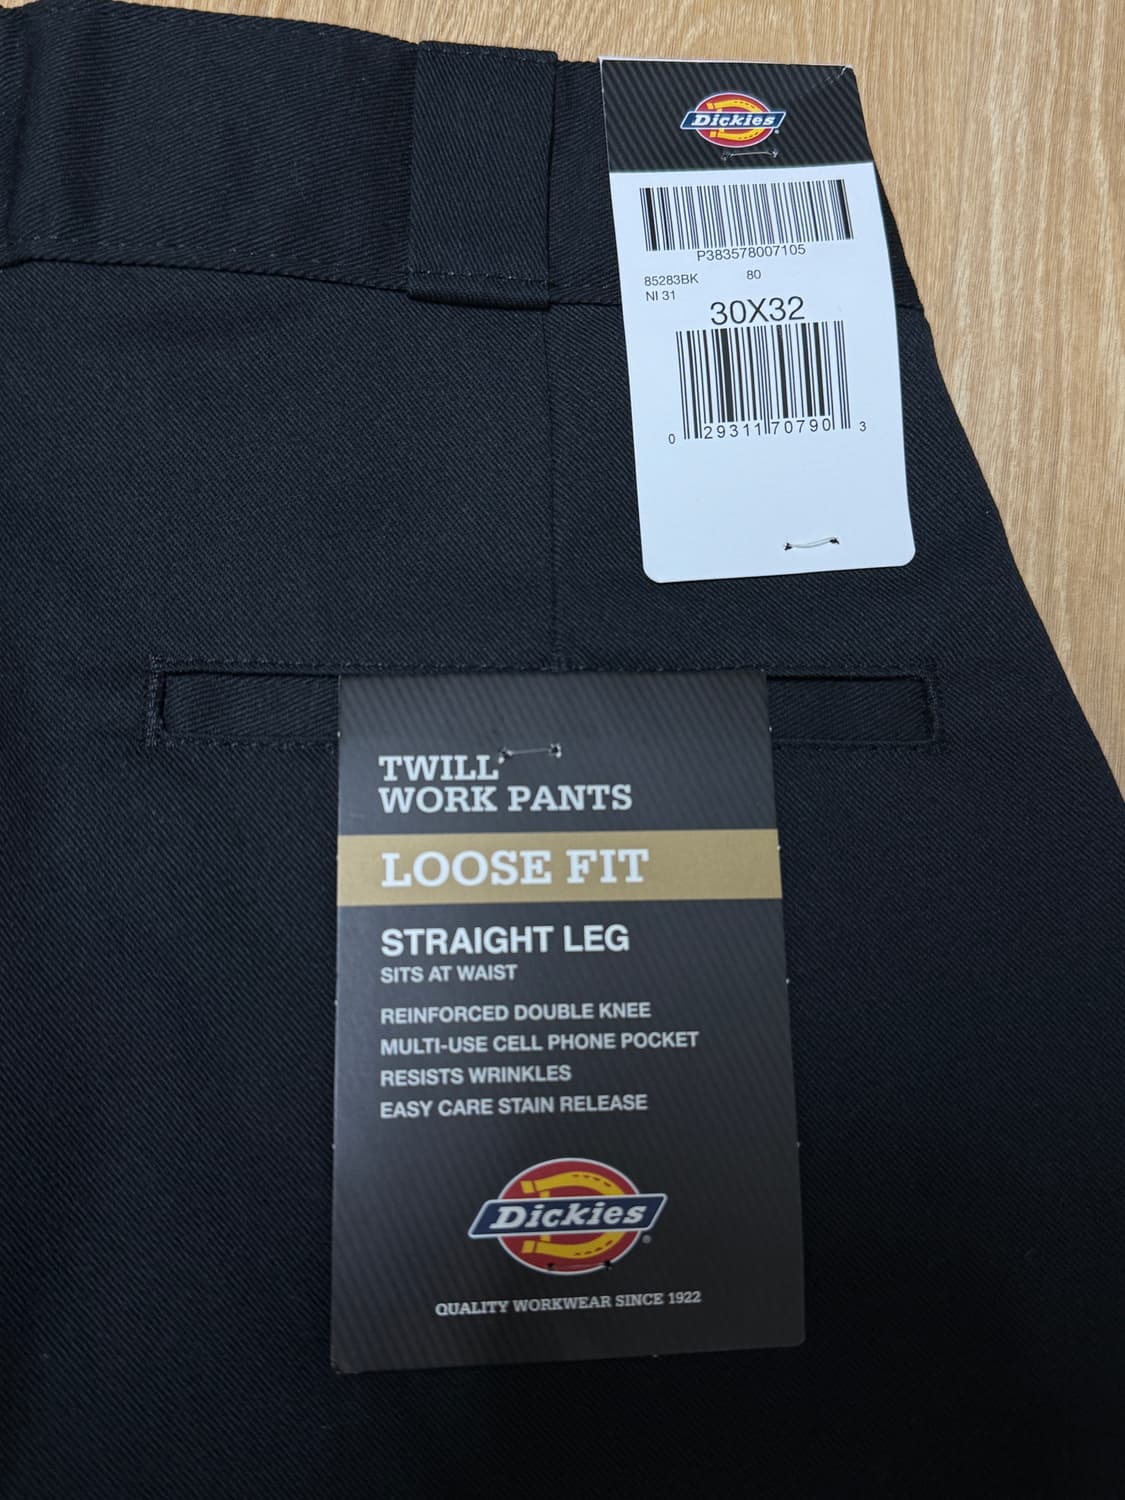 Dickies
P383578007105
85283BK 80
NI 31
30X32
0 29311 70790 3
TWILL
WORK PANTS
LOOSE FIT
STRAIGHT LEG
SITS AT WAIST
REINFORCED DOUBLE KNEE
MULTI-USE CELL PHONE POCKET
RESISTS WRINKLES
EASY CARE STAIN RELEASE
Dickies®
QUALITY WORKWEAR SINCE 1922